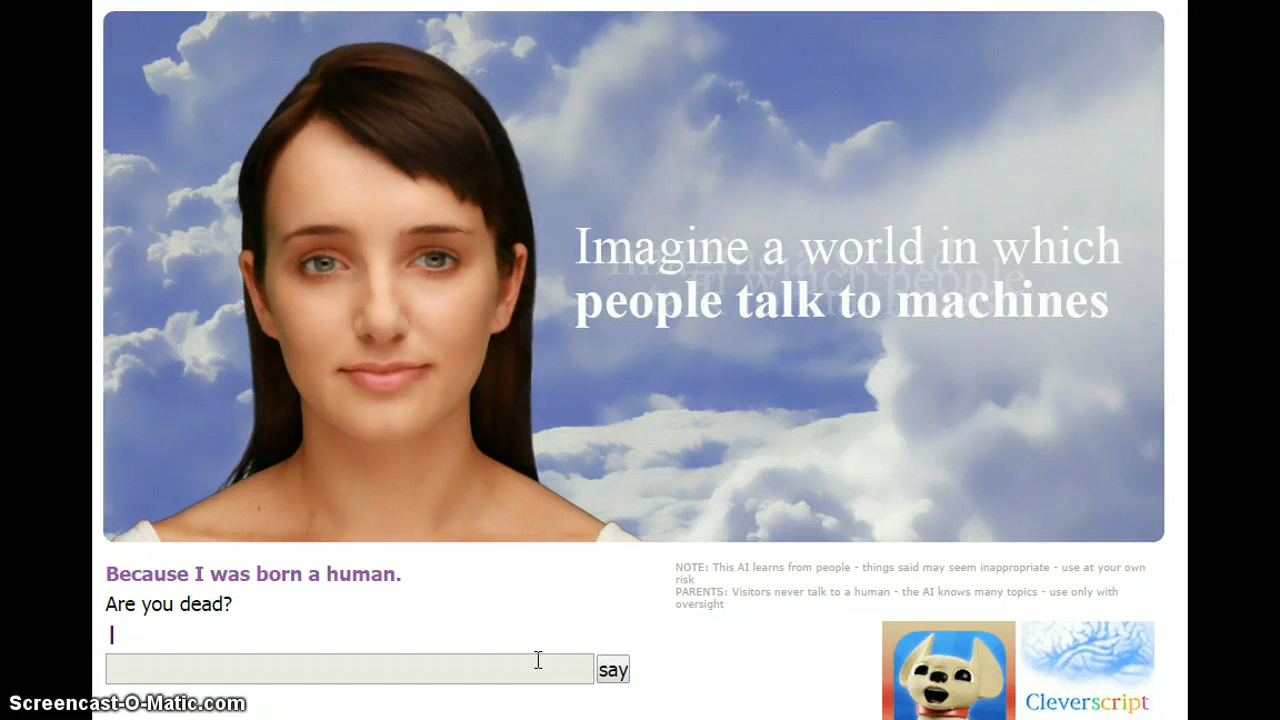 Imagine a world in which
people talk to machines
Because I was born a human.
Are you dead?
say
NOTE: This AI learns from people - things said may seem inappropriate - use at your own
risk
PARENTS: Visitors never talk to a human - the AI knows many topics - use only with
oversight
Cleverscript
Screencast-O-Matic.com